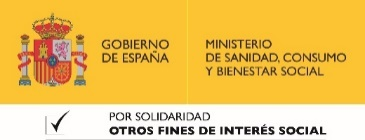 GOBIERNO
DE ESPAÑA
MINISTERIO
DE SANIDAD, CONSUMO
Y BIENESTAR SOCIAL
POR SOLIDARIDAD
OTROS FINES DE INTERÉS SOCIAL